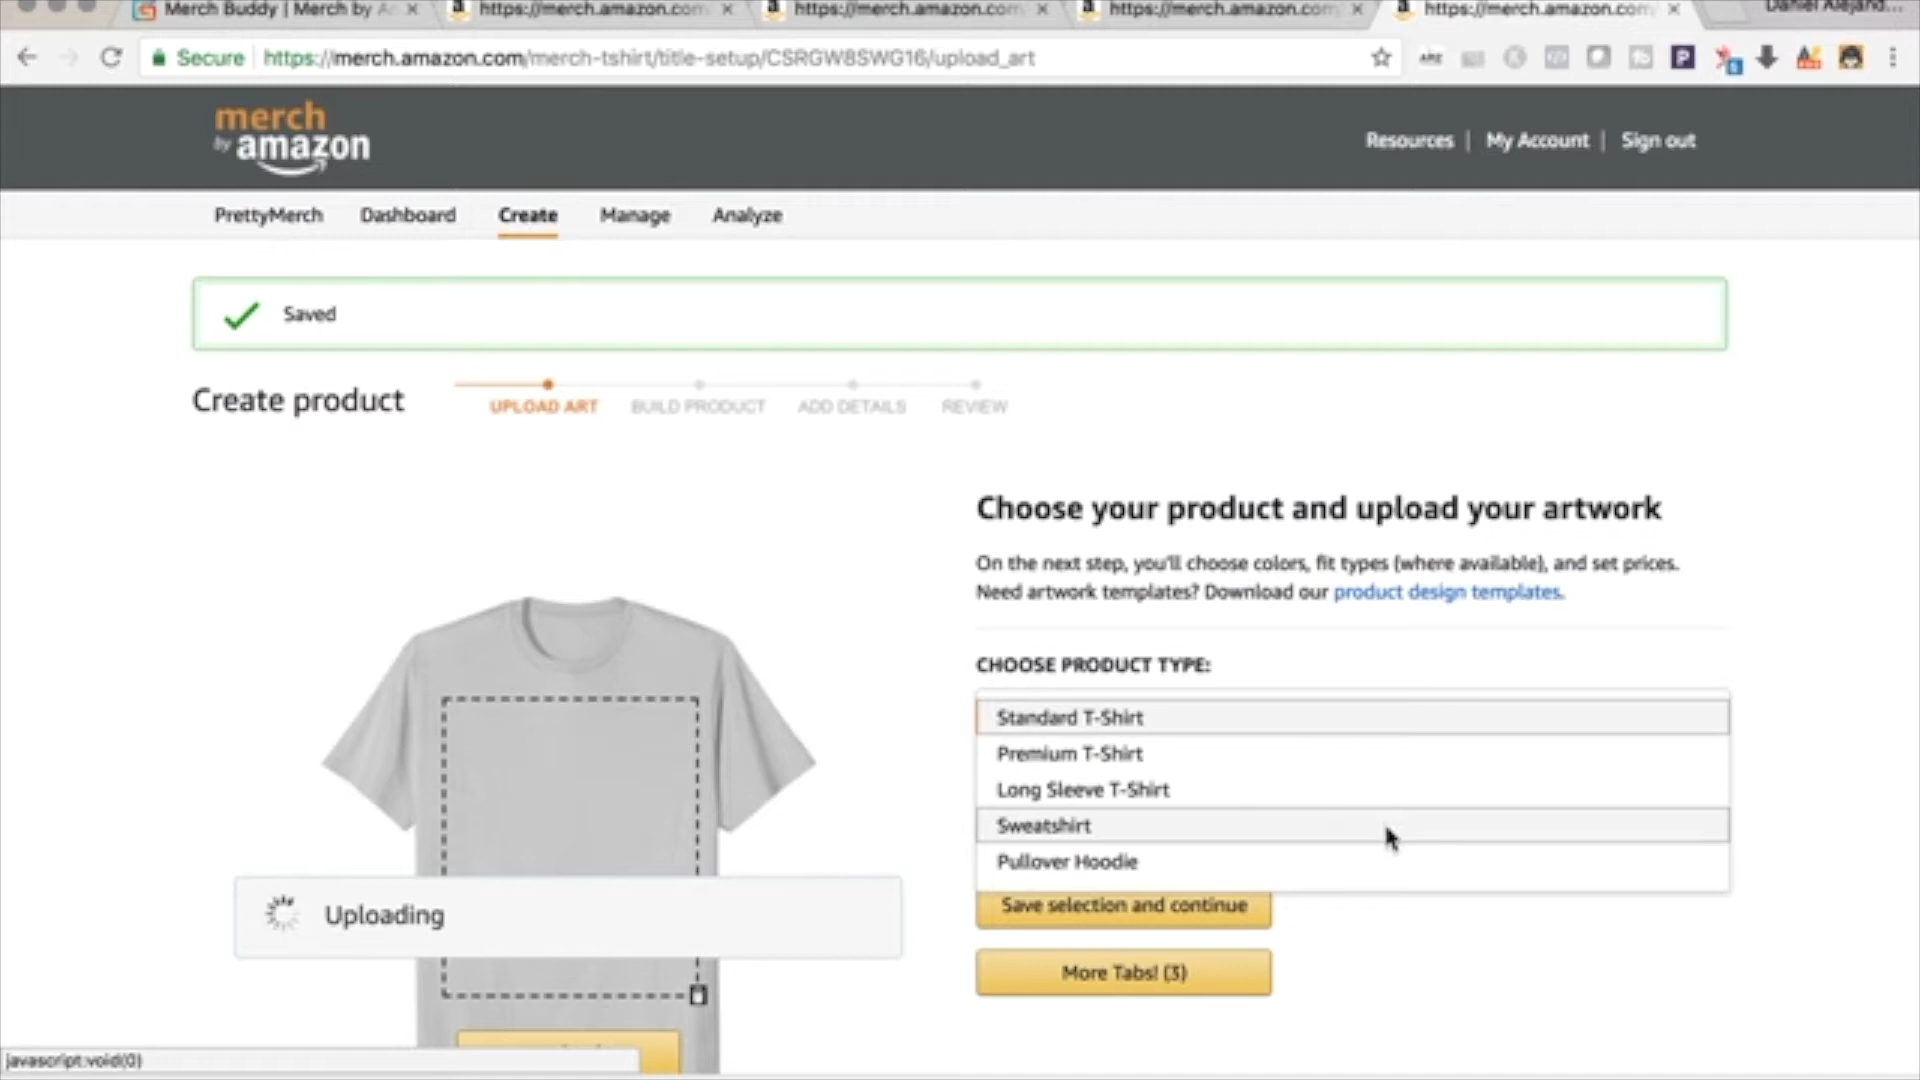 Merch Buddy | Merch by A
https://merch.amazon.com
https://merch.amazon.com
https://merch.amazon.com
https://merch.amazon.com
Daniel Alejand...
Secure
https://merch.amazon.com/merch-tshirt/title-setup/CSRGW8SWG16/upload_art
merch
by amazon
Resources | My Account | Sign out
PrettyMerch Dashboard Create Manage Analyze
Saved
Create product
UPLOAD ART BUILD PRODUCT ADD DETAILS REVIEW
Choose your product and upload your artwork
On the next step, you'll choose colors, fit types (where available), and set prices.
Need artwork templates? Download our product design templates.
CHOOSE PRODUCT TYPE:
Standard T-Shirt
Premium T-Shirt
Long Sleeve T-Shirt
Sweatshirt
Pullover Hoodie
Save selection and continue
Uploading
More Tabs! (3)
javascript:void(0)